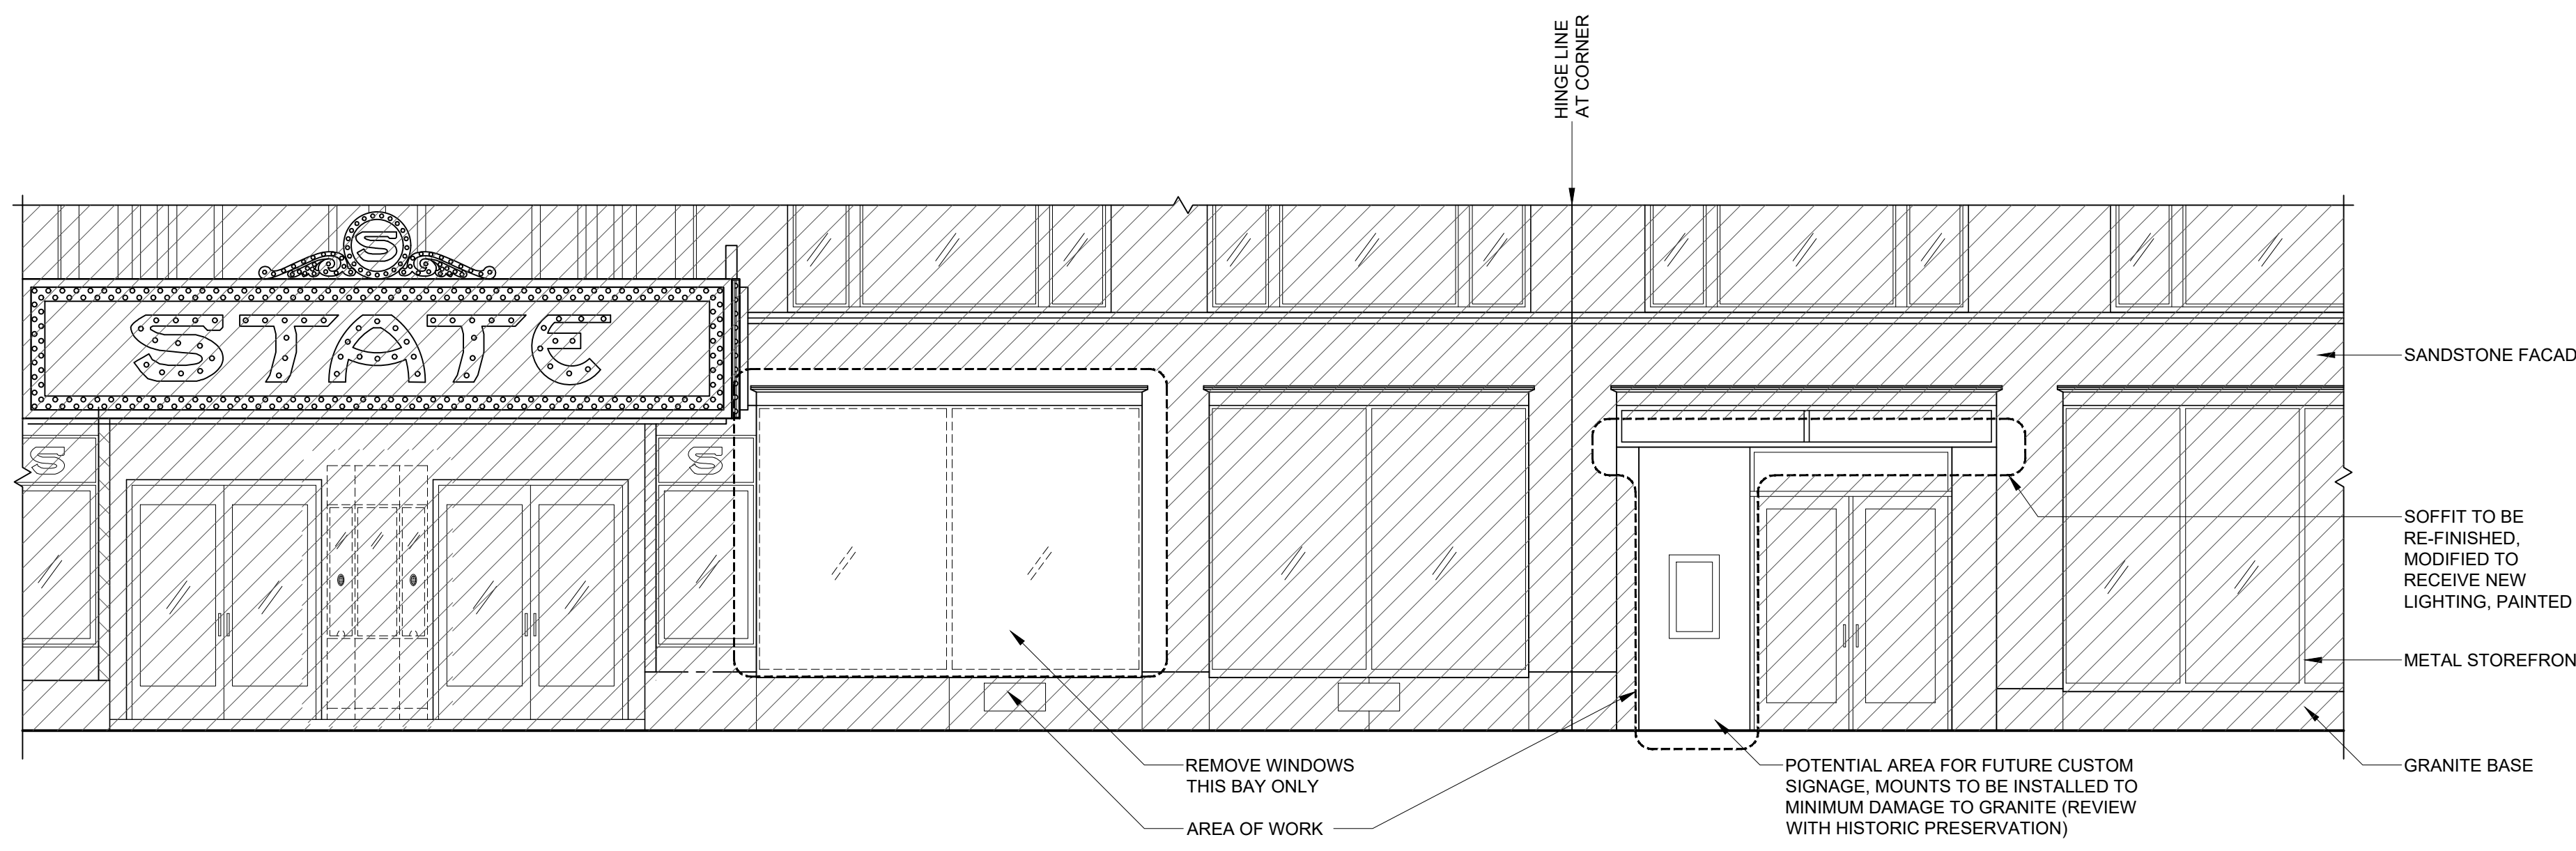 HINGE LINE
AT CORNER
S
STATE
S
S
SANDSTONE FACAD
SOFFIT TO BE
RE-FINISHED,
MODIFIED TO
RECEIVE NEW
LIGHTING, PAINTED
METAL STOREFRON
GRANITE BASE
REMOVE WINDOWS
THIS BAY ONLY
AREA OF WORK
POTENTIAL AREA FOR FUTURE CUSTOM
SIGNAGE, MOUNTS TO BE INSTALLED TO
MINIMUM DAMAGE TO GRANITE (REVIEW
WITH HISTORIC PRESERVATION)